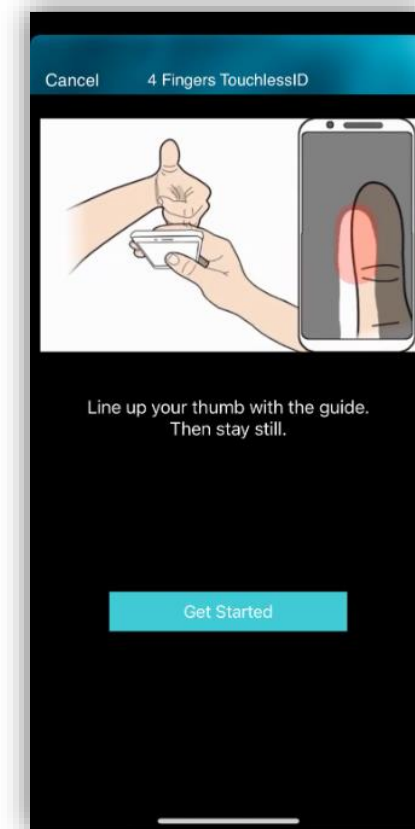 Cancel 4 Fingers TouchlessID
Line up your thumb with the guide.
Then stay still.
Get Started